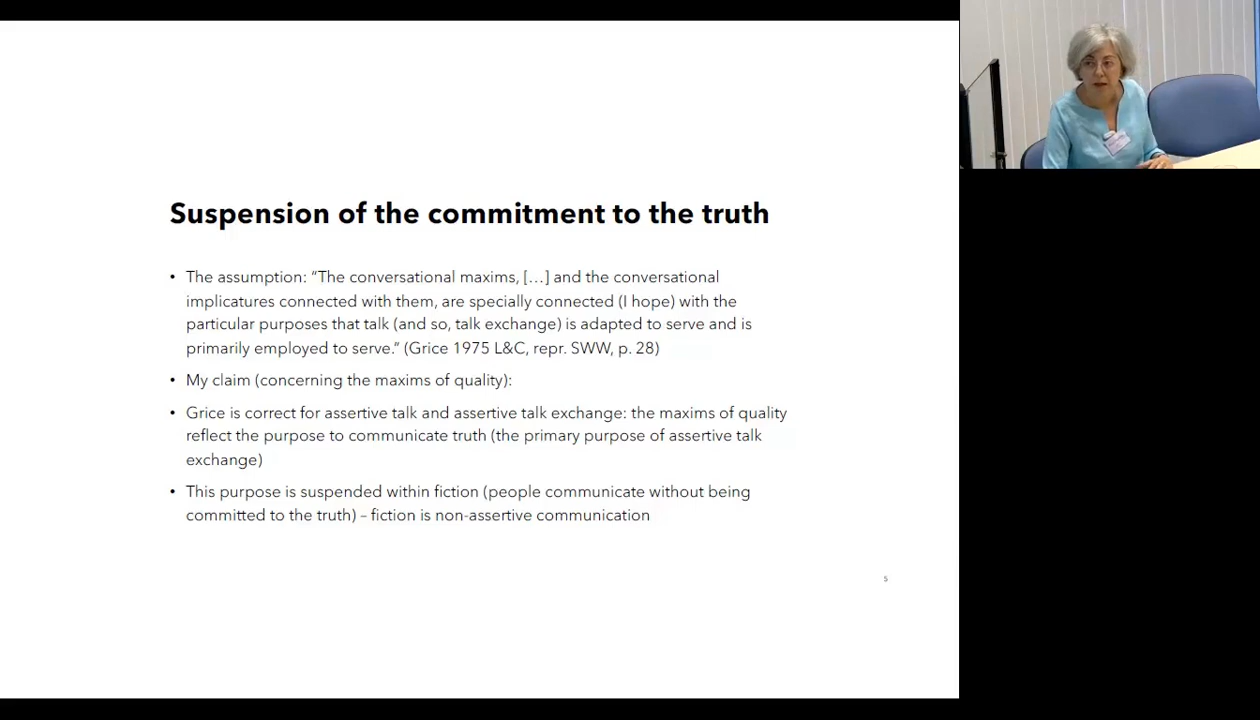 Suspension of the commitment to the truth
• The assumption: “The conversational maxims, […] and the conversational
implicatures connected with them, are specially connected (I hope) with the
particular purposes that talk (and so, talk exchange) is adapted to serve and is
primarily employed to serve.” (Grice 1975 L&C, repr. SWW, p. 28)
• My claim (concerning the maxims of quality):
• Grice is correct for assertive talk and assertive talk exchange: the maxims of quality
reflect the purpose to communicate truth (the primary purpose of assertive talk
exchange)
• This purpose is suspended within fiction (people communicate without being
committed to the truth) – fiction is non-assertive communication
5